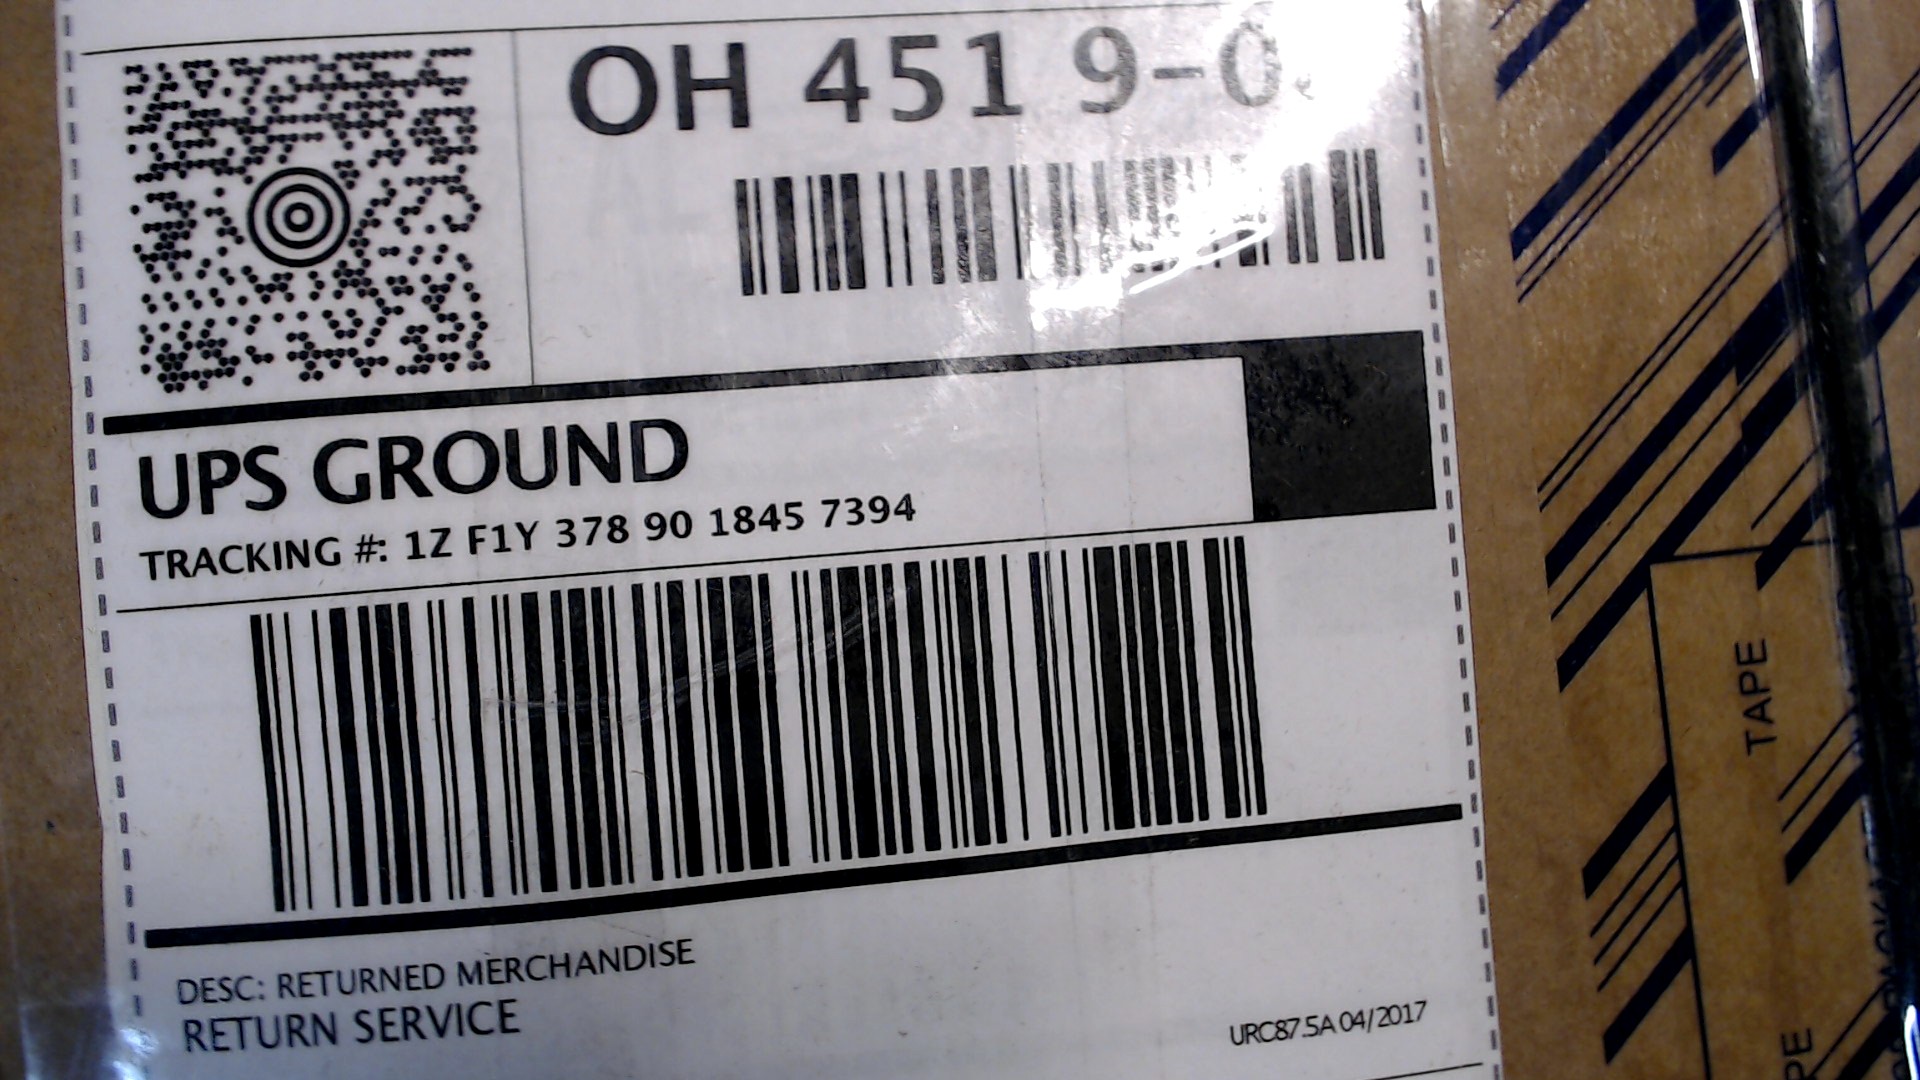 OH 451 9-0
UPS GROUND
TRACKING #: 1Z F1Y 378 90 1845 7394
DESC: RETURNED MERCHANDISE
RETURN SERVICE
URC87.5A 04/2017
TAPE